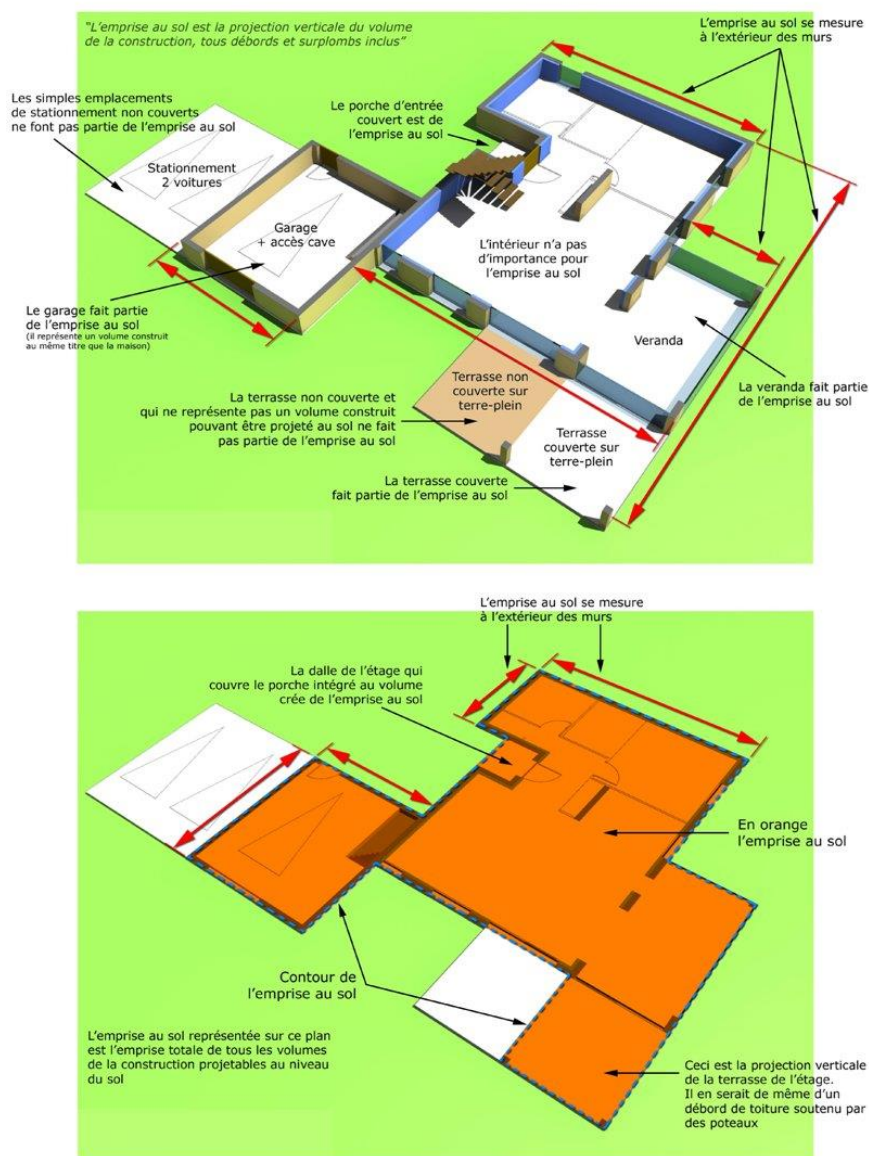 "L'emprise au sol est la projection verticale du volume
de la construction, tous débords et surplombs inclus"
L'emprise au sol se mesure
à l'extérieur des murs
Les simples emplacements
de stationnement non couverts
ne font pas partie de l'emprise au sol
Le porche d'entrée
couvert est de
l'emprise au sol
Stationnement
2 voitures
Garage
+ accès cave
L'intérieur n'a pas
d'importance pour
l'emprise au sol
Le garage fait partie
de l'emprise au sol
(il représente un volume construit
au même titre que la maison)
Veranda
La veranda fait partie
de l'emprise au sol
Terrasse non
couverte sur
terre-plein
La terrasse non couverte et
qui ne représente pas un volume construit
pouvant être projeté au sol ne fait
pas partie de l'emprise au sol
Terrasse
couverte sur
terre-plein
La terrasse couverte
fait partie de l'emprise au sol
L'emprise au sol se mesure
à l'extérieur des murs
La dalle de l'étage qui
couvre le porche intégré au volume
crée de l'emprise au sol
En orange
l'emprise au sol
Contour de
l'emprise au sol
L'emprise au sol représentée sur ce plan
est l'emprise totale de tous les volumes
de la construction projetables au niveau
du sol
Ceci est la projection verticale
de la terrasse de l'étage.
Il en serait de même d'un
débord de toiture soutenu par
des poteaux